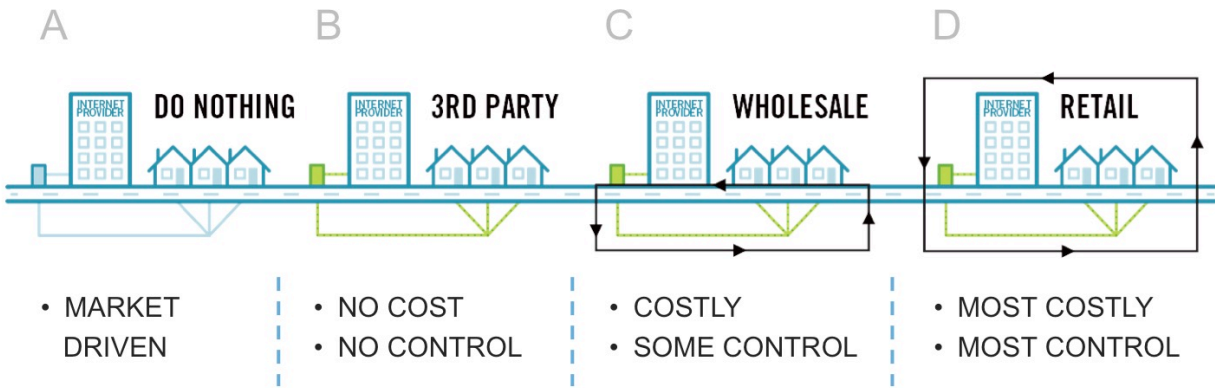 A
B
C
D
INTERNET
PROVIDER
DO NOTHING
INTERNET
PROVIDER
3RD PARTY
INTERNET
PROVIDER
WHOLESALE
INTERNET
PROVIDER
RETAIL
• MARKET
DRIVEN
• NO COST
• NO CONTROL
• COSTLY
• SOME CONTROL
• MOST COSTLY
• MOST CONTROL